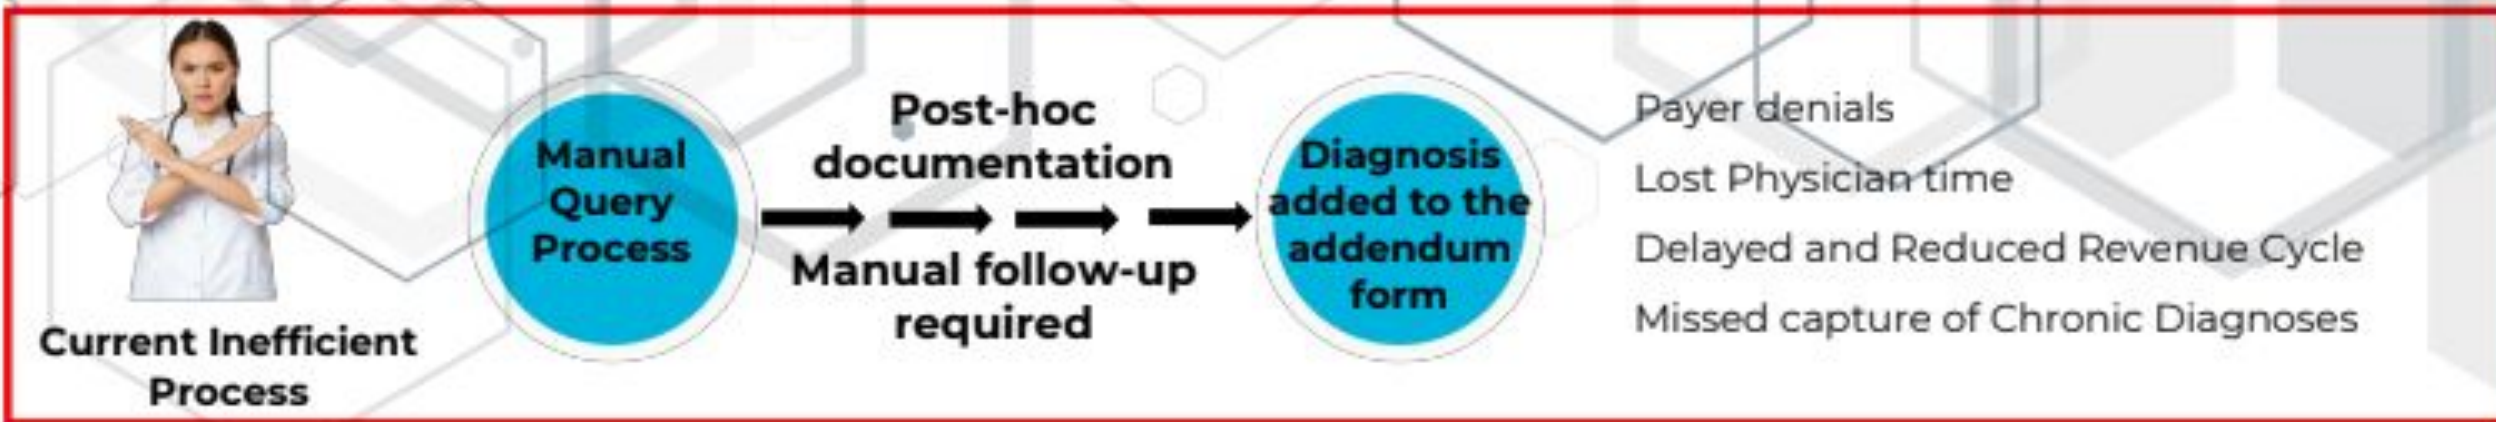 Current Inefficient
Process
Manual
Query
Process
Post-hoc
documentation
Manual follow-up
required
Diagnosis
added to the
addendum
form
Payer denials
Lost Physician time
Delayed and Reduced Revenue Cycle
Missed capture of Chronic Diagnoses